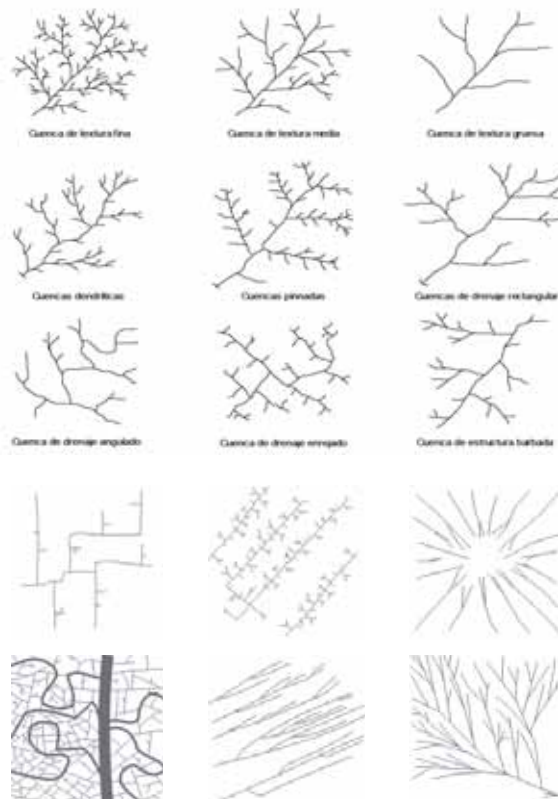 Cuenca de textura fina
Cuenca de textura media
Cuenca de textura gruesa
Cuencas dendríticas
Cuencas pinnadas
Cuencas de drenaje rectangular
Cuenca de drenaje angulado
Cuenca de drenaje enrejado
Cuenca de estructura barbada